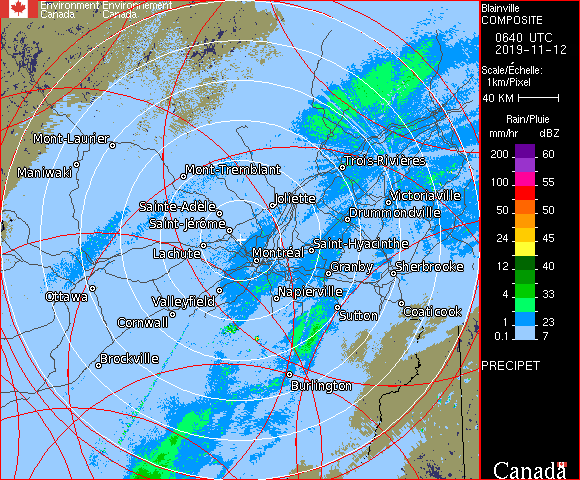 Environment Environnement
Canada Canada
Blainville
COMPOSITE
0640 UTC
2019-11-12
Scale/Échelle:
1km/Pixel
40 KM
Rain/Pluie
mm/hr dBZ
200 60
100 55
50 50
24 45
12 40
4 33
1 23
0.1 7
PRECIPET
Canada
Mont-Laurier
Maniwaki
Mont-Tremblant
Trois-Rivières
Sainte-Adèle
Joliette
Victoriaville
Drummondville
Saint-Jérôme
Lachute
Montréal
Saint-Hyacinthe
Granby
Sherbrooke
Ottawa
Valleyfield
Napierville
Cornwall
Sutton
Coaticook
Brockville
Burlington